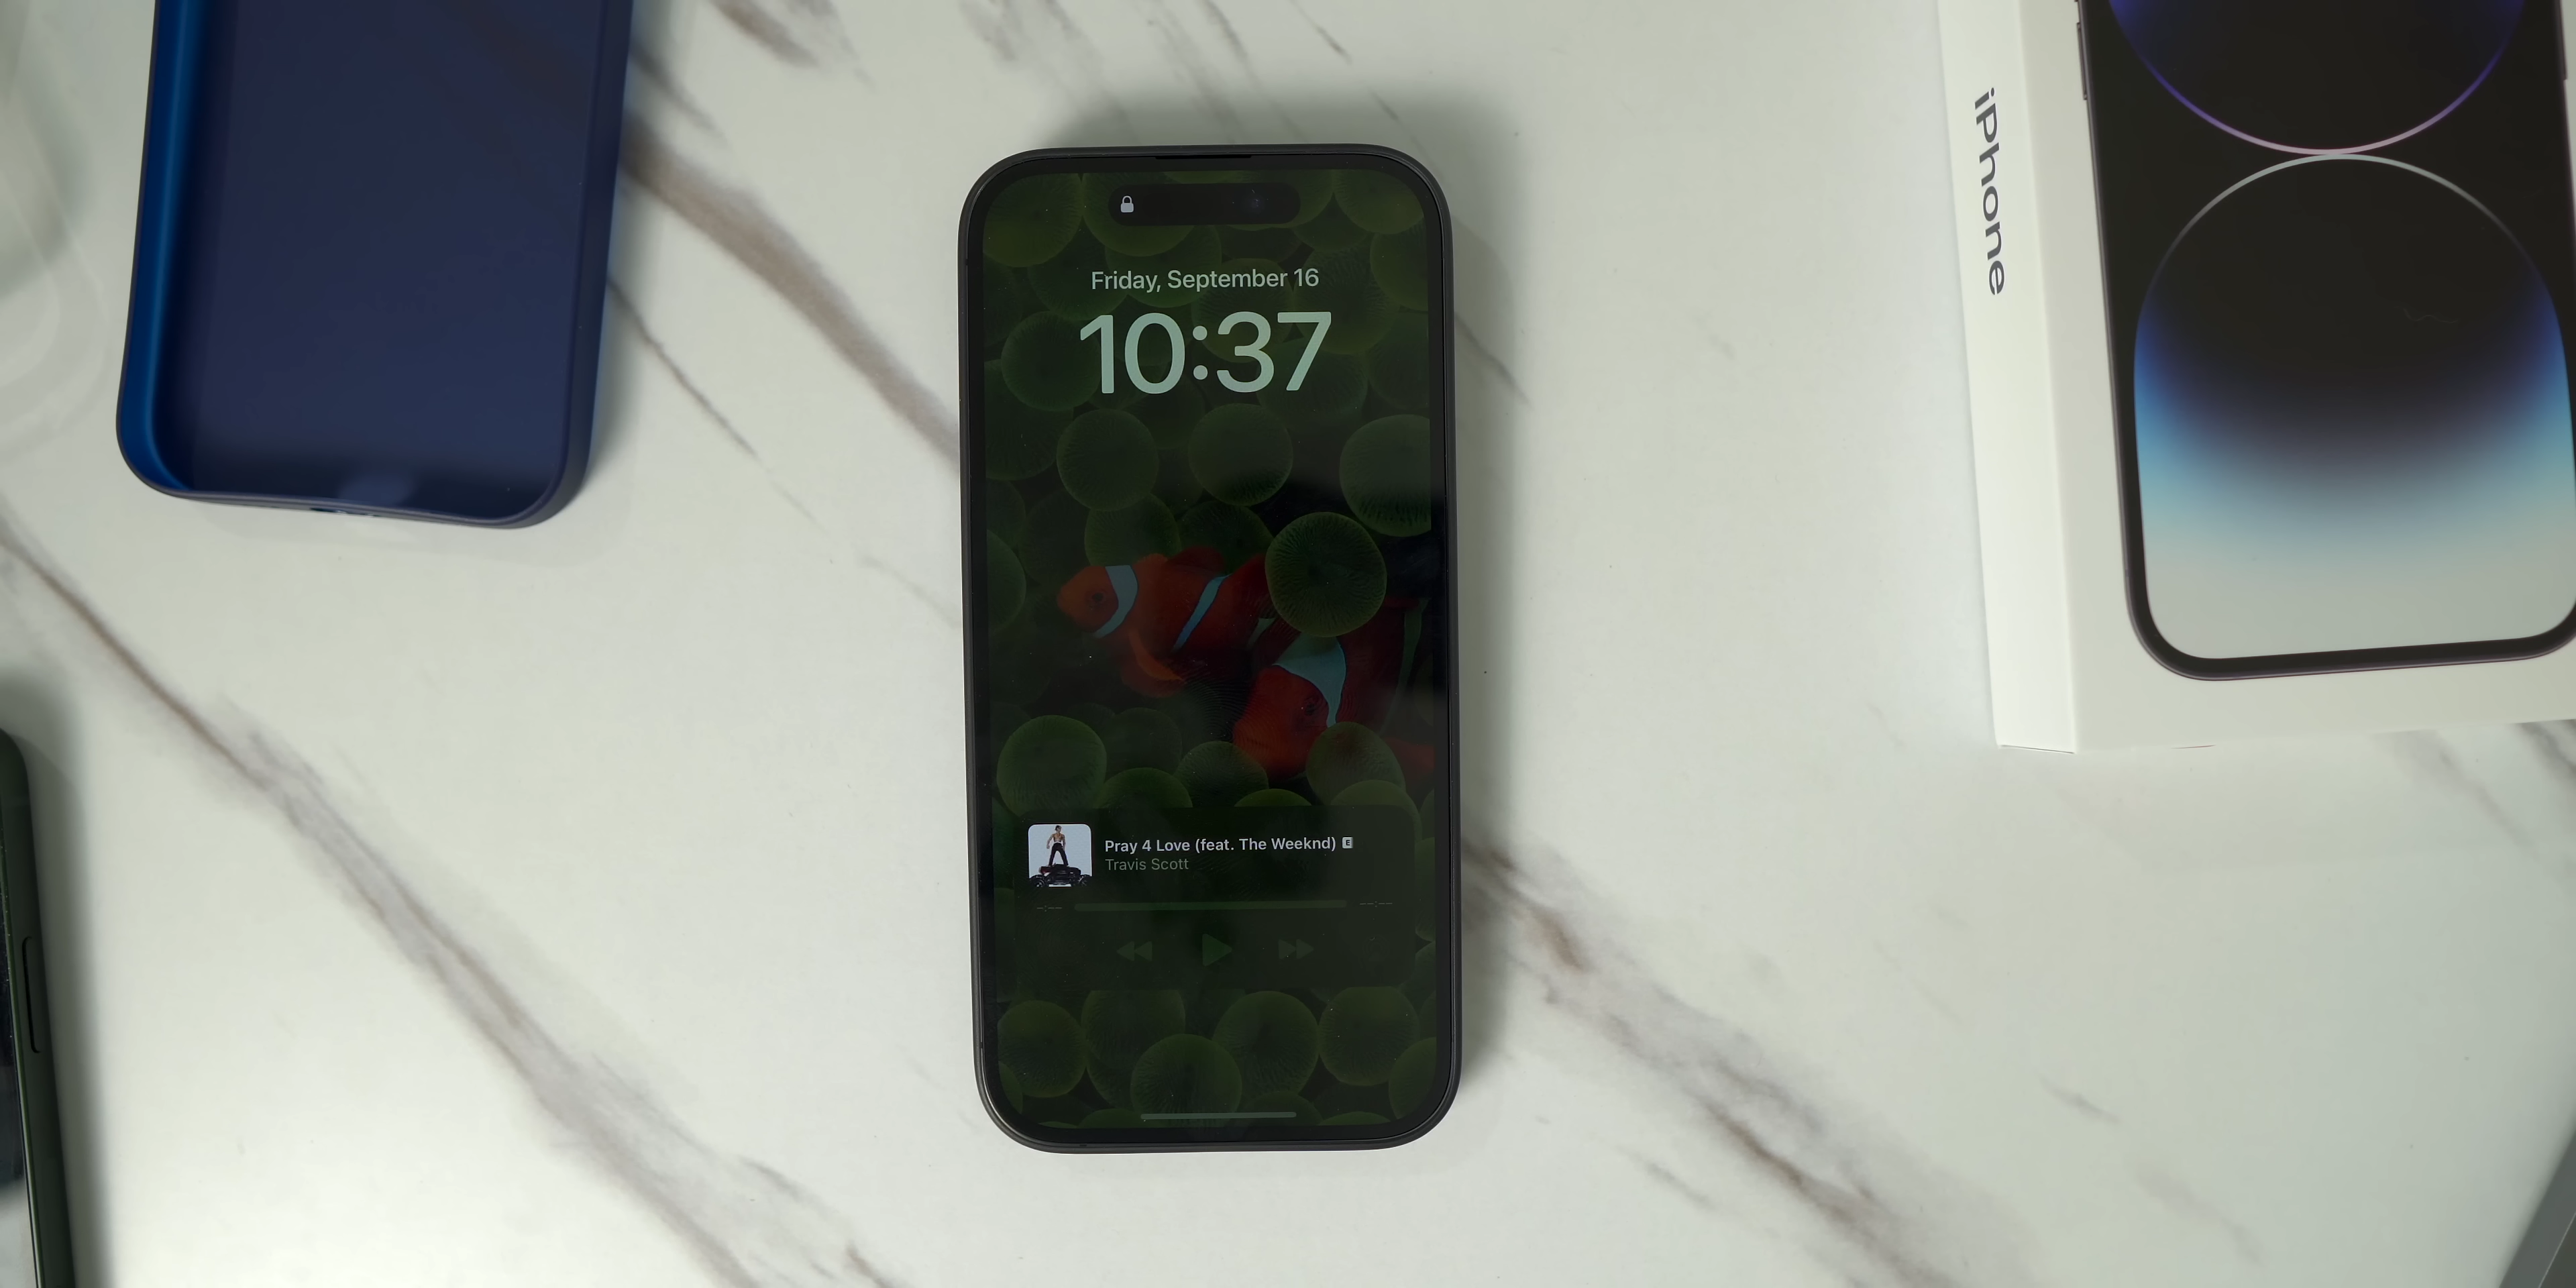 Friday, September 16
10:37
Pray 4 Love (feat. The Weeknd) E
Travis Scott
iPhone